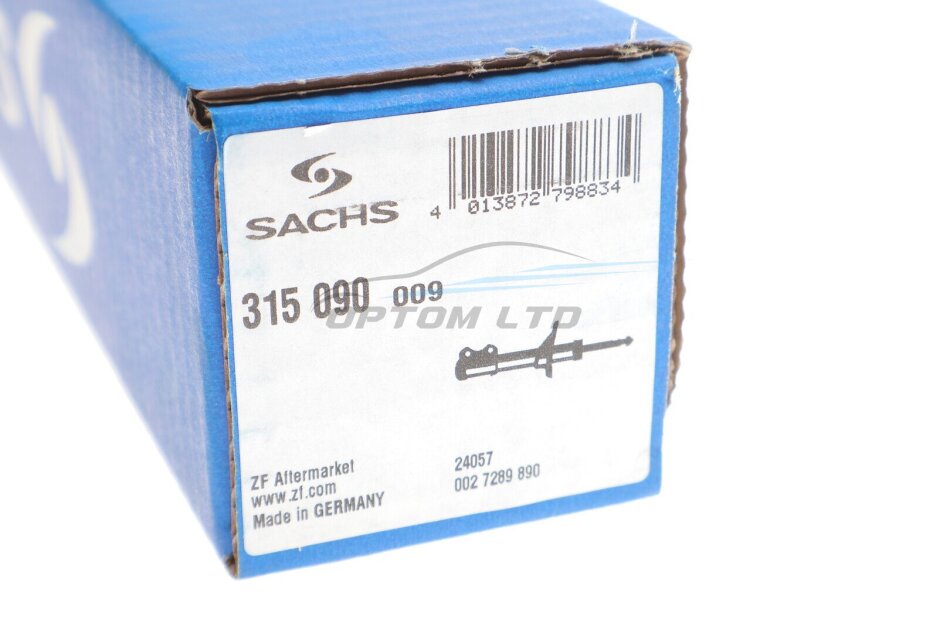 SACHS
4 013872 798834
315 090 009
OPTOM LTD
ZF Aftermarket
www.zf.com
Made in GERMANY
24057
002 7289 890